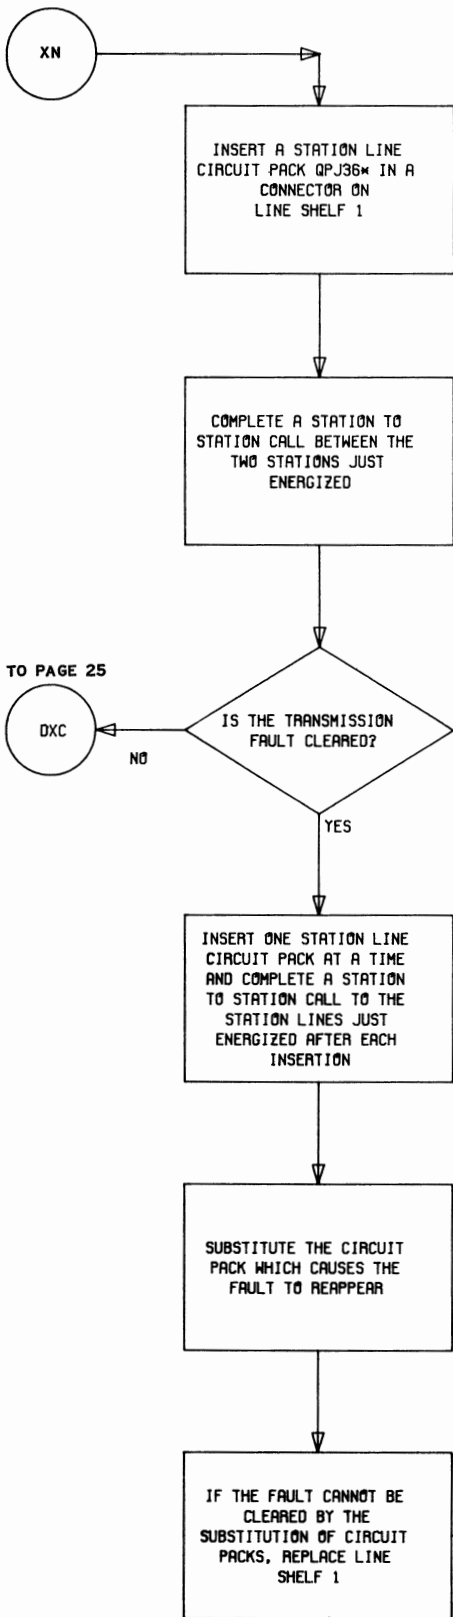 XN
INSERT A STATION LINE
CIRCUIT PACK QPJ36* IN A
CONNECTOR ON
LINE SHELF 1
COMPLETE A STATION TO
STATION CALL BETWEEN THE
TWO STATIONS JUST
ENERGIZED
TO PAGE 25
DXC
NO
IS THE TRANSMISSION
FAULT CLEARED?
YES
INSERT ONE STATION LINE
CIRCUIT PACK AT A TIME
AND COMPLETE A STATION
TO STATION CALL TO THE
STATION LINES JUST
ENERGIZED AFTER EACH
INSERTION
SUBSTITUTE THE CIRCUIT
PACK WHICH CAUSES THE
FAULT TO REAPPEAR
IF THE FAULT CANNOT BE
CLEARED BY THE
SUBSTITUTION OF CIRCUIT
PACKS, REPLACE LINE
SHELF 1